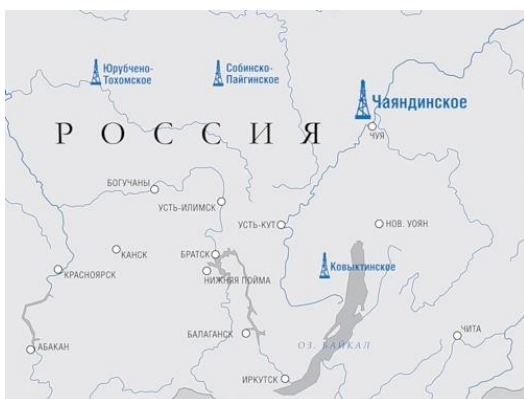 Юрубчено-
Тохомское
Собинско-
Пайгинское
Чаяндинское
РОССИЯ
ЧУЯ
БОГУЧАНЫ
УСТЬ-ИЛИМСК
УСТЬ-КУТ
НОВ. УОЯН
БРАТСК
КАНСК
Ковыктинское
КРАСНОЯРСК
НИЖНЯЯ ПОЙМА
БАЛАГАНСК
ЧИТА
ОЗ. БАЙКАЛ
АБАКАН
ИРКУТСК